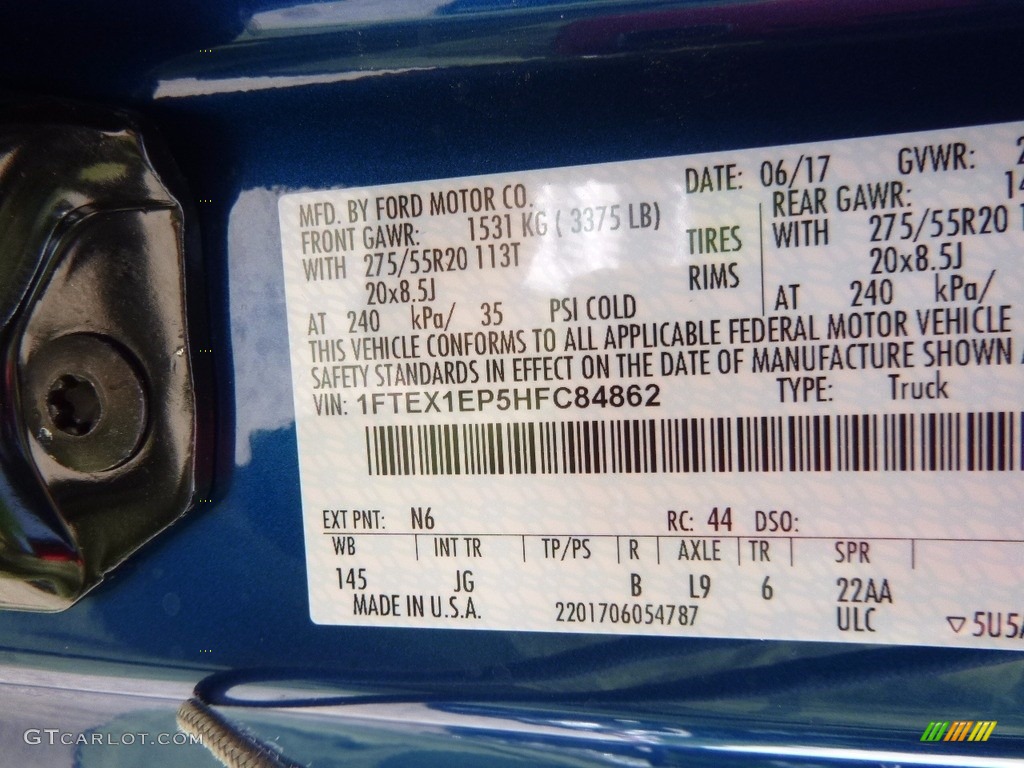 DATE: 06/17 GVWR:
MFD. BY FORD MOTOR CO.
FRONT GAWR: 1531 KG ( 3375 LB) REAR GAWR:
WITH 275/55R20 113T TIRES WITH 275/55R20
20x8.5J RIMS 20x8.5J
AT 240 kPa/ 35 PSI COLD AT 240 kPa/
THIS VEHICLE CONFORMS TO ALL APPLICABLE FEDERAL MOTOR VEHICLE
SAFETY STANDARDS IN EFFECT ON THE DATE OF MANUFACTURE SHOWN
VIN: 1FTEX1EP5HFC84862 TYPE: Truck
EXT PNT: N6 RC: 44 DSO:
WB INT TR TP/PS R AXLE TR SPR
145 JG B L9 6 22AA
MADE IN U.S.A. 2201706054787 ULC ▽5U5A
GTCARLOT.COM